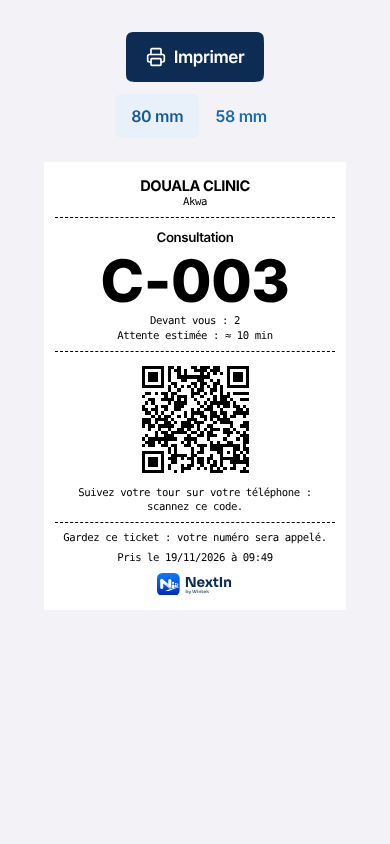 Imprimer
80 mm 58 mm
DOUALA CLINIC
Akwa
Consultation
C-003
Devant vous : 2
Attente estimée : ≈ 10 min
Suivez votre tour sur votre téléphone :
scannez ce code.
Gardez ce ticket : votre numéro sera appelé.
Pris le 19/11/2026 à 09:49
NextIn
by Wintek